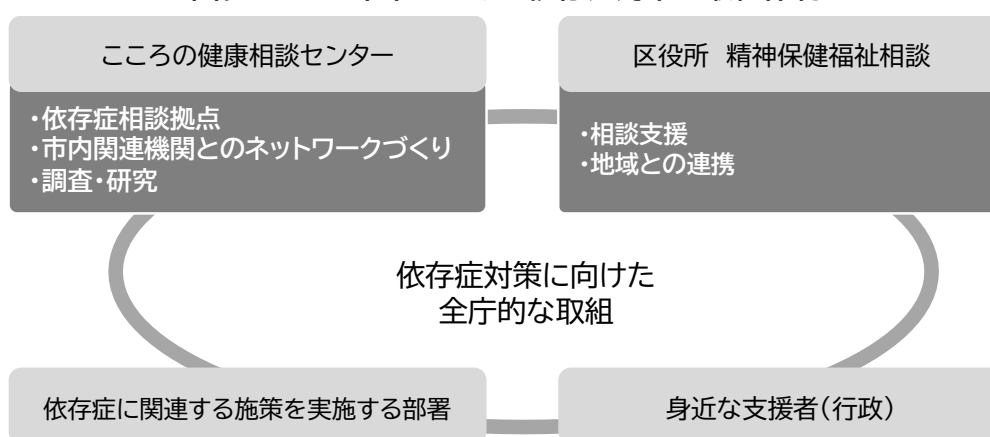 こころの健康相談センター
・依存症相談拠点
・市内関連機関とのネットワークづくり
・調査・研究
区役所 精神保健福祉相談
・相談支援
・地域との連携
依存症対策に向けた
全庁的な取組
依存症に関連する施策を実施する部署
身近な支援者(行政)